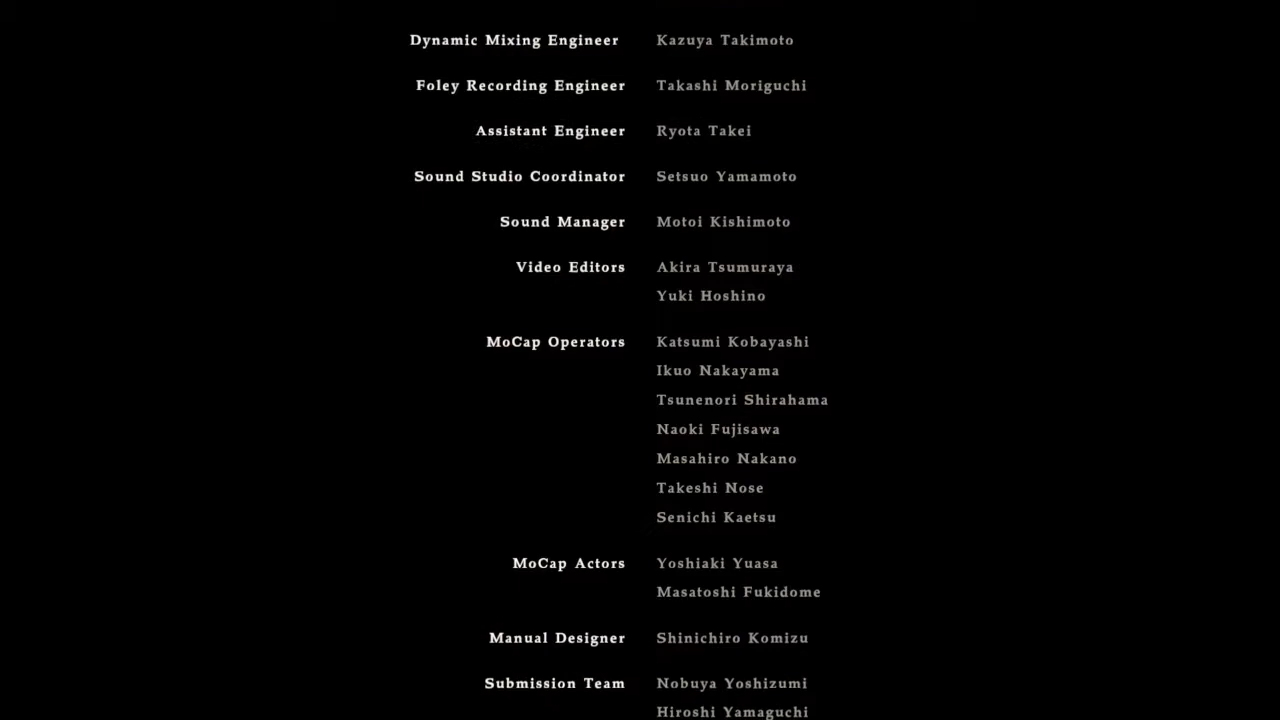 Dynamic Mixing Engineer Kazuya Takimoto
Foley Recording Engineer Takashi Moriguchi
Assistant Engineer Ryota Takei
Sound Studio Coordinator Setsuo Yamamoto
Sound Manager Motoi Kishimoto
Video Editors Akira Tsumuraya
Yuki Hoshino
MoCap Operators Katsumi Kobayashi
Ikuo Nakayama
Tsunenori Shirahama
Naoki Fujisawa
Masahiro Nakano
Takeshi Nose
Senichi Kaetsu
MoCap Actors Yoshiaki Yuasa
Masatoshi Fukidome
Manual Designer Shinichiro Komizu
Submission Team Nobuya Yoshizumi
Hiroshi Yamaguchi